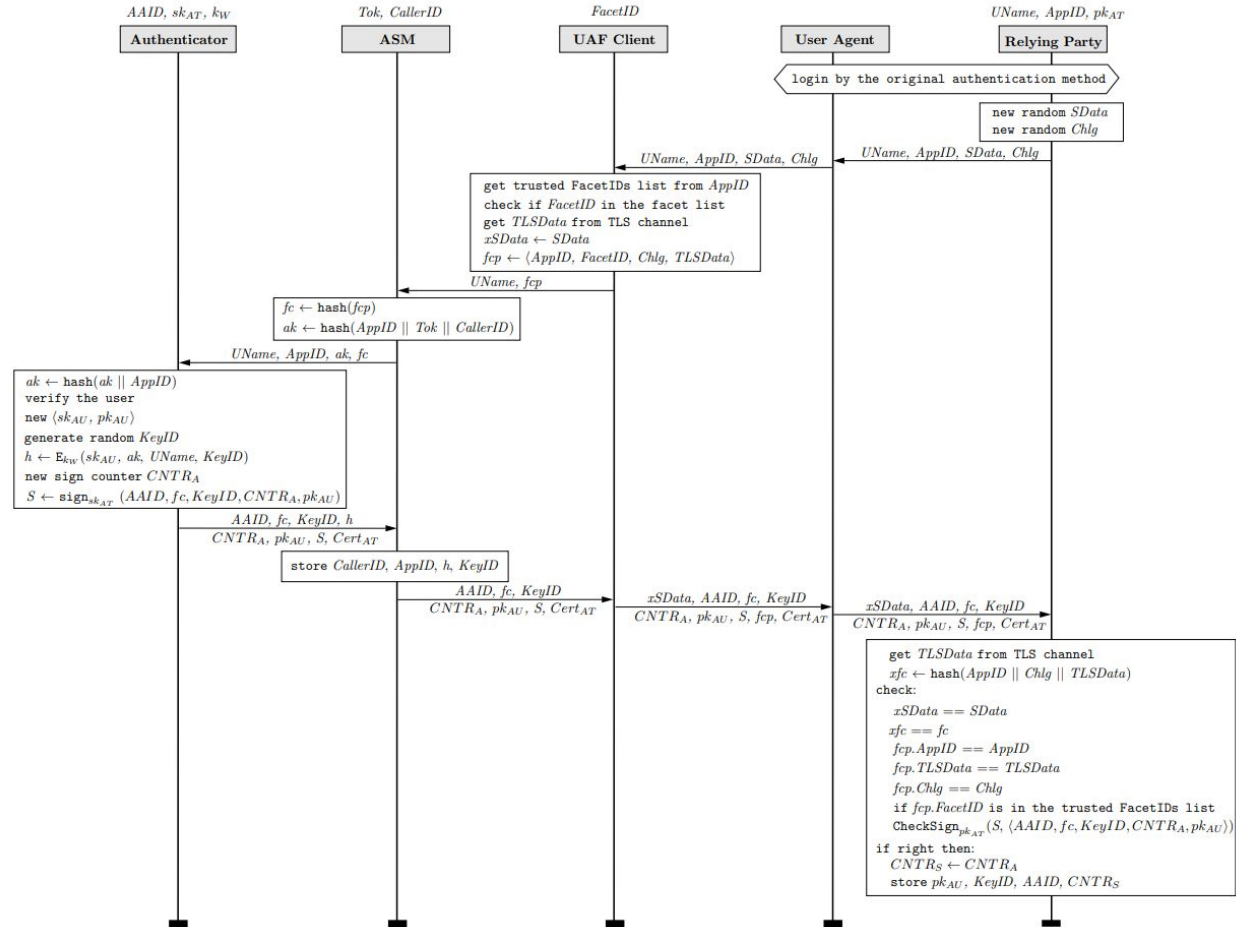 AAID, sk_AT, k_W
Tok, CallerID
FacetID
UName, AppID, pk_AT
Authenticator
ASM
UAF Client
User Agent
Relying Party
login by the original authentication method
new random SData
new random Chlg
UName, AppID, SData, Chlg
UName, AppID, SData, Chlg
get trusted FacetIDs list from AppID
check if FacetID in the facet list
get TLSData from TLS channel
xSData ← SData
fcp ← ⟨AppID, FacetID, Chlg, TLSData⟩
UName, fcp
fc ← hash(fcp)
ak ← hash(AppID || Tok || CallerID)
UName, AppID, ak, fc
ak ← hash(ak || AppID)
verify the user
new ⟨sk_AU, pk_AU⟩
generate random KeyID
h ← E_kW(sk_AU, ak, UName, KeyID)
new sign counter CNTR_A
S ← sign_skAT (AAID, fc, KeyID, CNTR_A, pk_AU)
AAID, fc, KeyID, h
CNTR_A, pk_AU, S, Cert_AT
store CallerID, AppID, h, KeyID
AAID, fc, KeyID
CNTR_A, pk_AU, S, Cert_AT
xSData, AAID, fc, KeyID
CNTR_A, pk_AU, S, fcp, Cert_AT
xSData, AAID, fc, KeyID
CNTR_A, pk_AU, S, fcp, Cert_AT
get TLSData from TLS channel
xfc ← hash(AppID || Chlg || TLSData)
check:
xSData == SData
xfc == fc
fcp.AppID == AppID
fcp.TLSData == TLSData
fcp.Chlg == Chlg
if fcp.FacetID is in the trusted FacetIDs list
CheckSign_pkAT(S, ⟨AAID, fc, KeyID, CNTR_A, pk_AU⟩)
if right then:
CNTR_S ← CNTR_A
store pk_AU, KeyID, AAID, CNTR_S